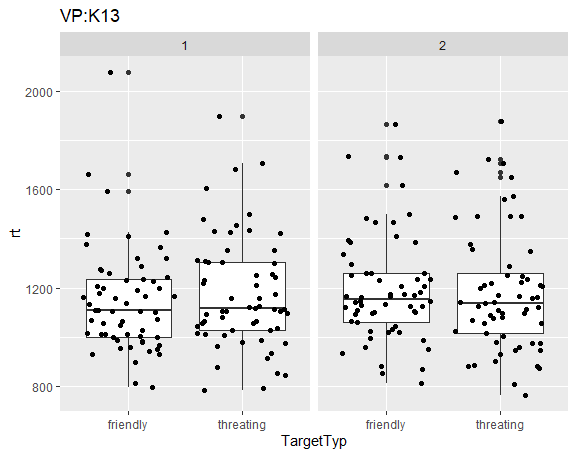 VP:K13
1 2
2000
1600
1200
800
rt
friendly threating friendly threating
TargetTyp